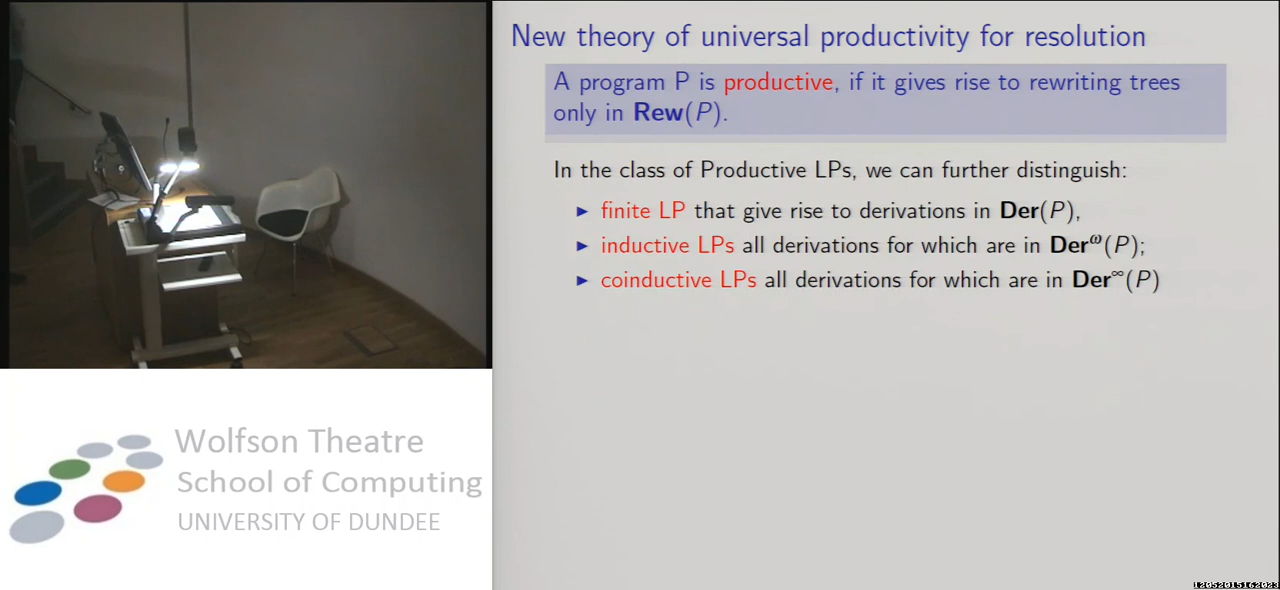 New theory of universal productivity for resolution
A program P is productive, if it gives rise to rewriting trees
only in Rew(P).
In the class of Productive LPs, we can further distinguish:
► finite LP that give rise to derivations in Der(P),
► inductive LPs all derivations for which are in Der^ω(P);
► coinductive LPs all derivations for which are in Der^∞(P)
Wolfson Theatre
School of Computing
UNIVERSITY OF DUNDEE